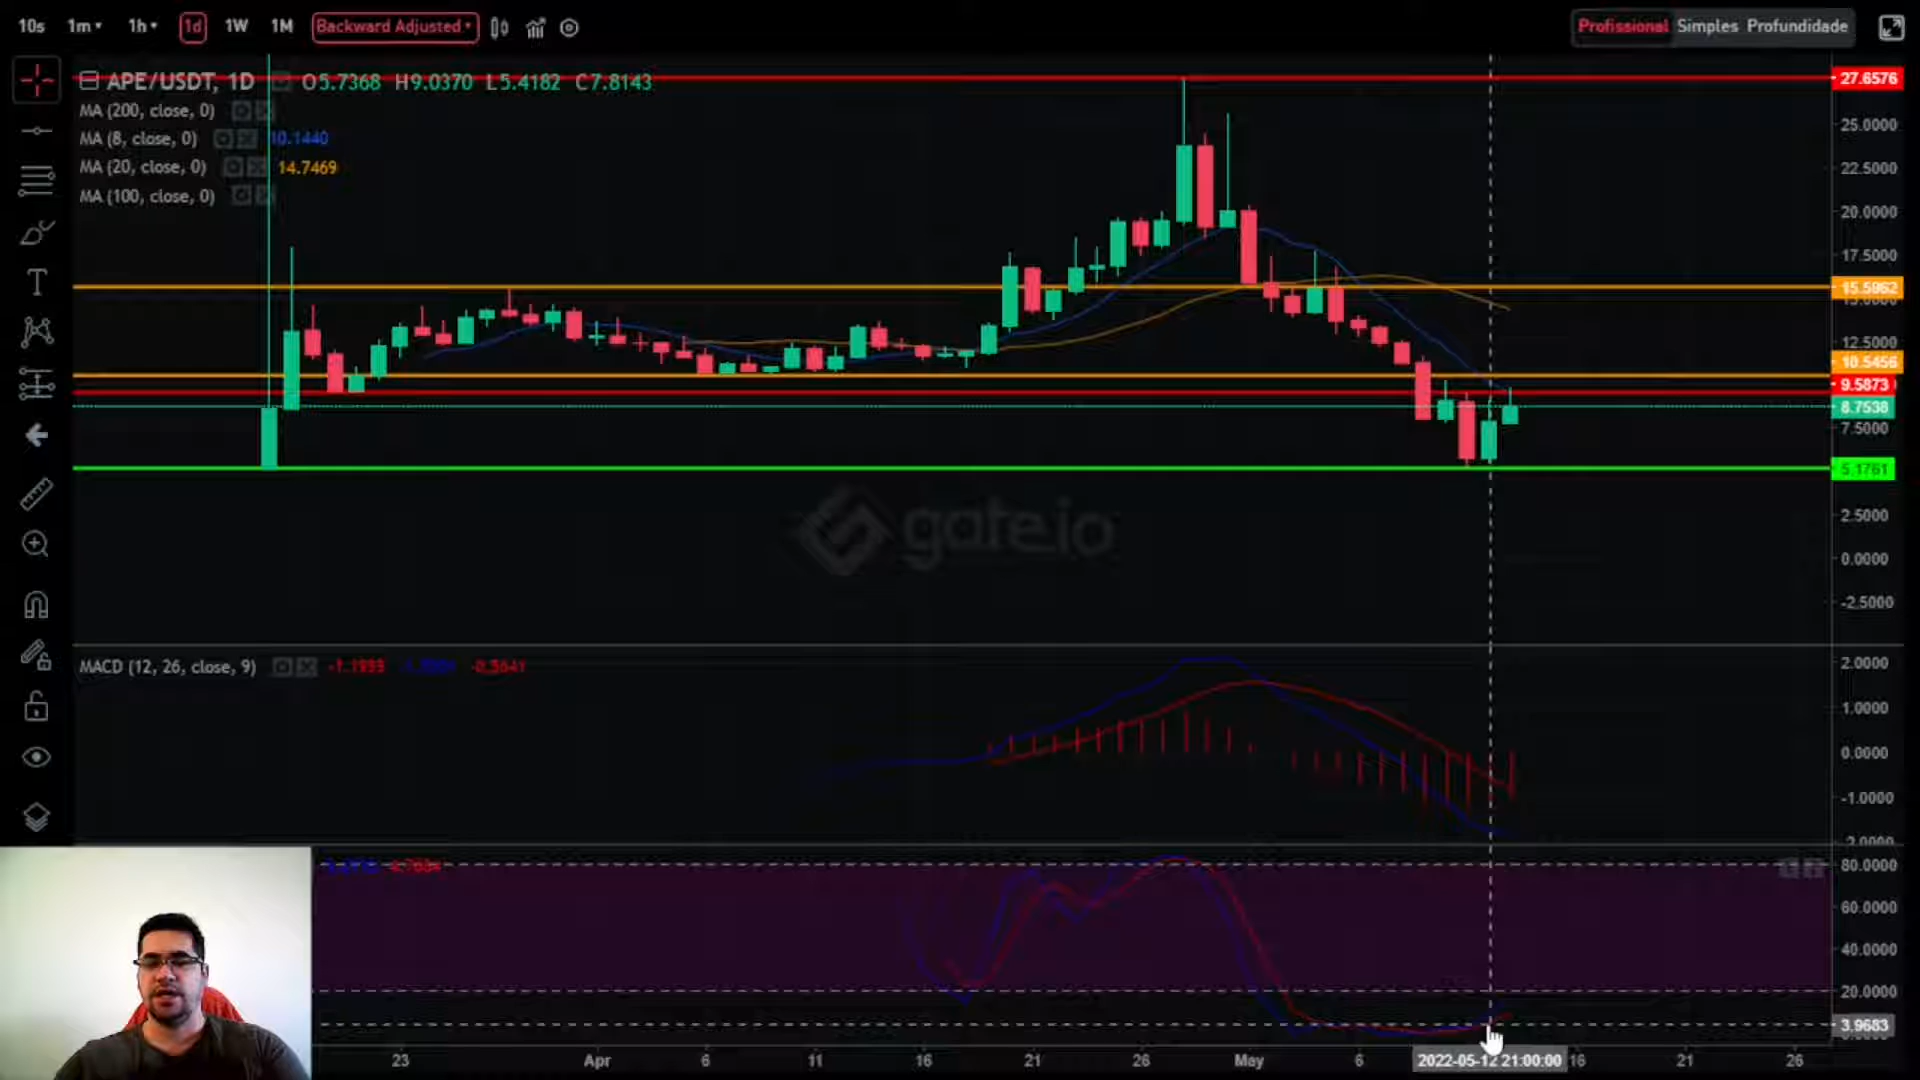 10s 1m 1h 1d 1W 1M Backward Adjusted Profissional Simples Profundidade
APE/USDT, 1D O5.7368 H9.0370 L5.4182 C7.8143
MA (200, close, 0)
MA (8, close, 0) 10.1440
MA (20, close, 0) 14.7469
MA (100, close, 0)
27.6576
25.0000
22.5000
20.0000
17.5000
15.5962
12.5000
10.5456
9.5873
8.7538
7.5000
5.1761
2.5000
0.0000
-2.5000
gate.io
MACD (12, 26, close, 9) -1.1993
2.0000
1.0000
0.0000
-1.0000
80.0000
60.0000
40.0000
20.0000
3.9683
23 Apr 6 11 16 21 26 May 6 2022-05-12 21:00:00 16 21 26